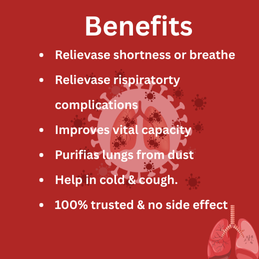 Benefits
• Relievase shortness or breathe
• Relievase rispiratorty
complications
• Improves vital capacity
• Purifias lungs from dust
• Help in cold & cough.
• 100% trusted & no side effect